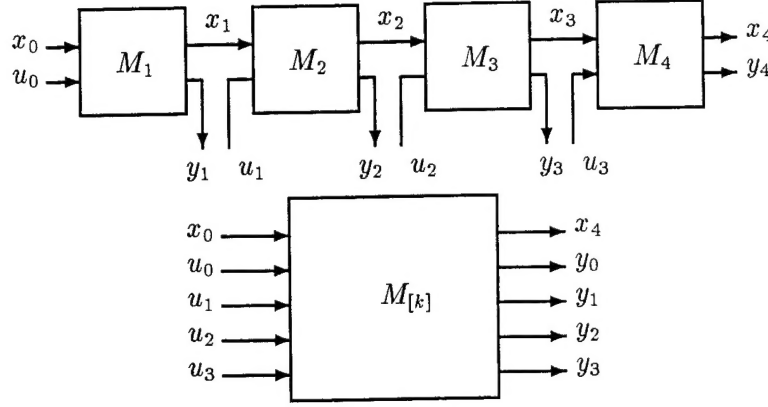 x₁ x₂ x₃
x₀ M₁ M₂ M₃ M₄ x₄
u₀ y₄
y₁ u₁ y₂ u₂ y₃ u₃
x₀ x₄
u₀ y₀
u₁ M[k] y₁
u₂ y₂
u₃ y₃